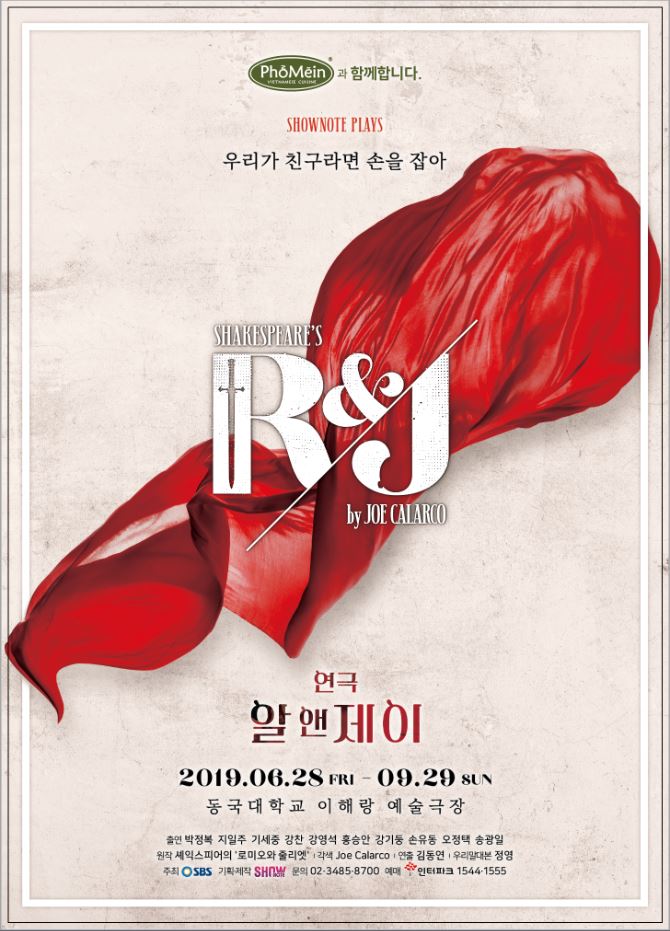 PhỏMēin® 과 함께합니다.
VIETNAMESE CUISINE
SHOWNOTE PLAYS
우리가 친구라면 손을 잡아
SHAKESPEARE'S
R&J
by JOE CALARCO
연극
알 앤 제이
2019.06.28 FRI – 09.29 SUN
동국대학교 이해랑 예술극장
출연 박정복 지일주 기세중 강찬 강영석 홍승안 강기둥 손유동 오정택 송광일
원작 셰익스피어의 '로미오와 줄리엣' | 각색 Joe Calarco | 연출 김동연 | 우리말대본 정영
주최 SBS 기획·제작 SHOWNOTE 문의 02·3485·8700 예매 인터파크 1544·1555